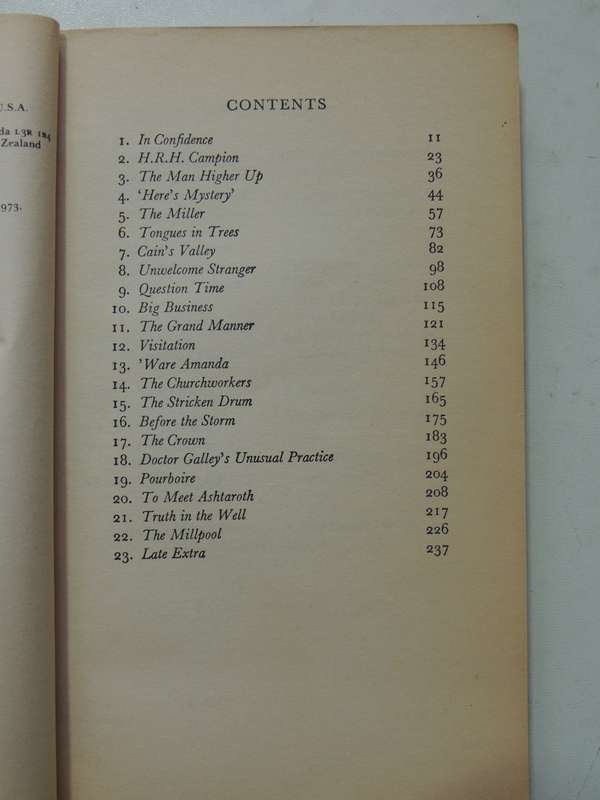 U.S.A.
da L3R 1B4
Zealand
1973.
CONTENTS
1. In Confidence 11
2. H.R.H. Campion 23
3. The Man Higher Up 36
4. 'Here's Mystery' 44
5. The Miller 57
6. Tongues in Trees 73
7. Cain's Valley 82
8. Unwelcome Stranger 98
9. Question Time 108
10. Big Business 115
11. The Grand Manner 121
12. Visitation 134
13. 'Ware Amanda 146
14. The Churchworkers 157
15. The Stricken Drum 165
16. Before the Storm 175
17. The Crown 183
18. Doctor Galley's Unusual Practice 196
19. Pourboire 204
20. To Meet Ashtaroth 208
21. Truth in the Well 217
22. The Millpool 226
23. Late Extra 237